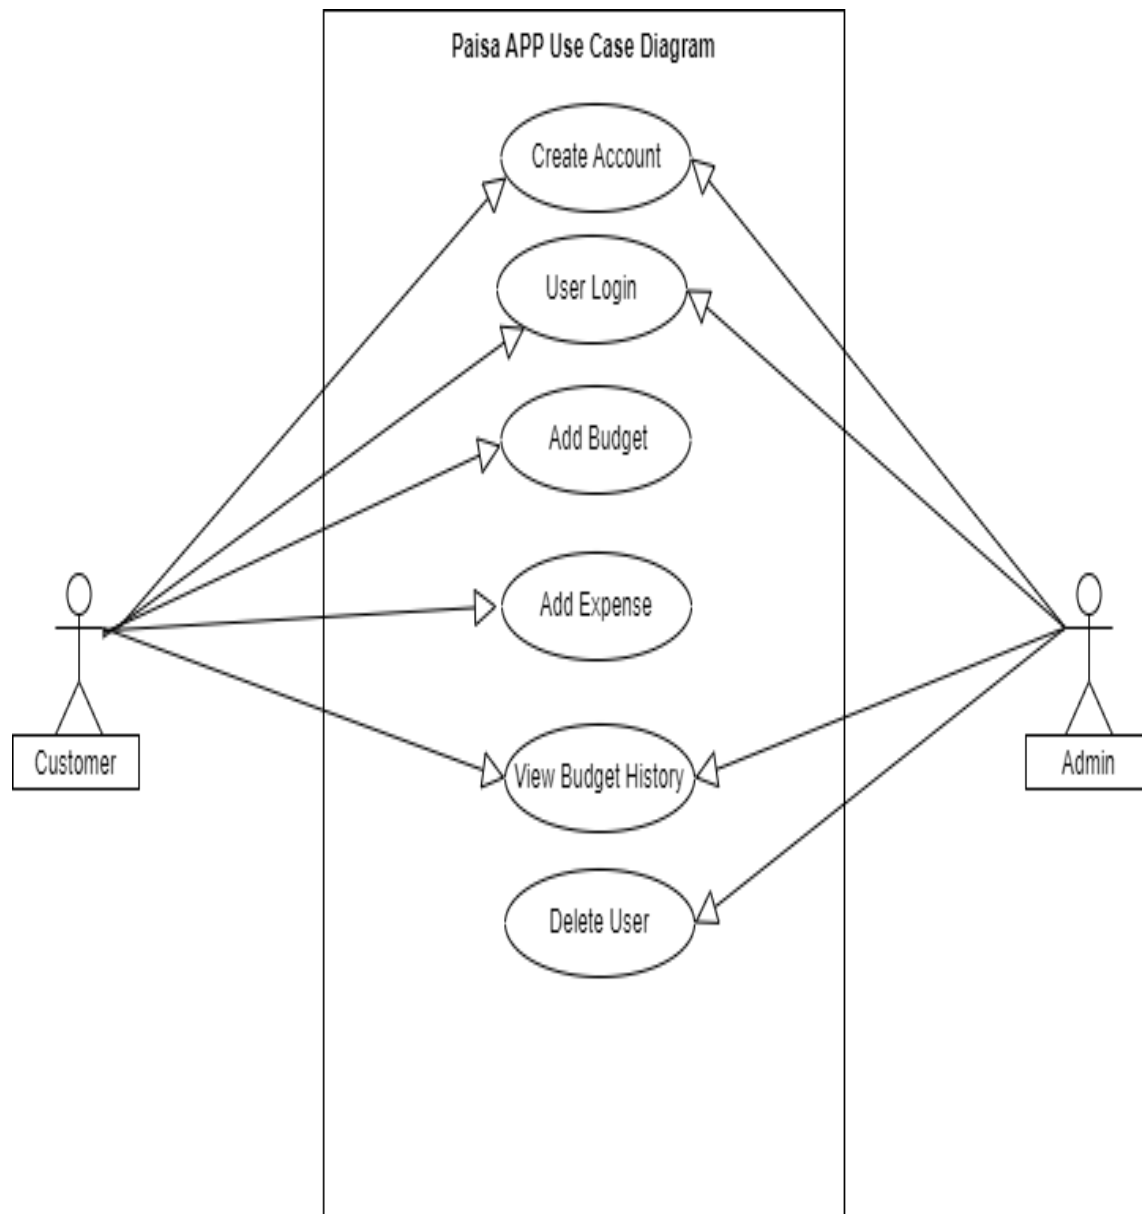 Paisa APP Use Case Diagram
Create Account
User Login
Add Budget
Add Expense
Customer
View Budget History
Admin
Delete User